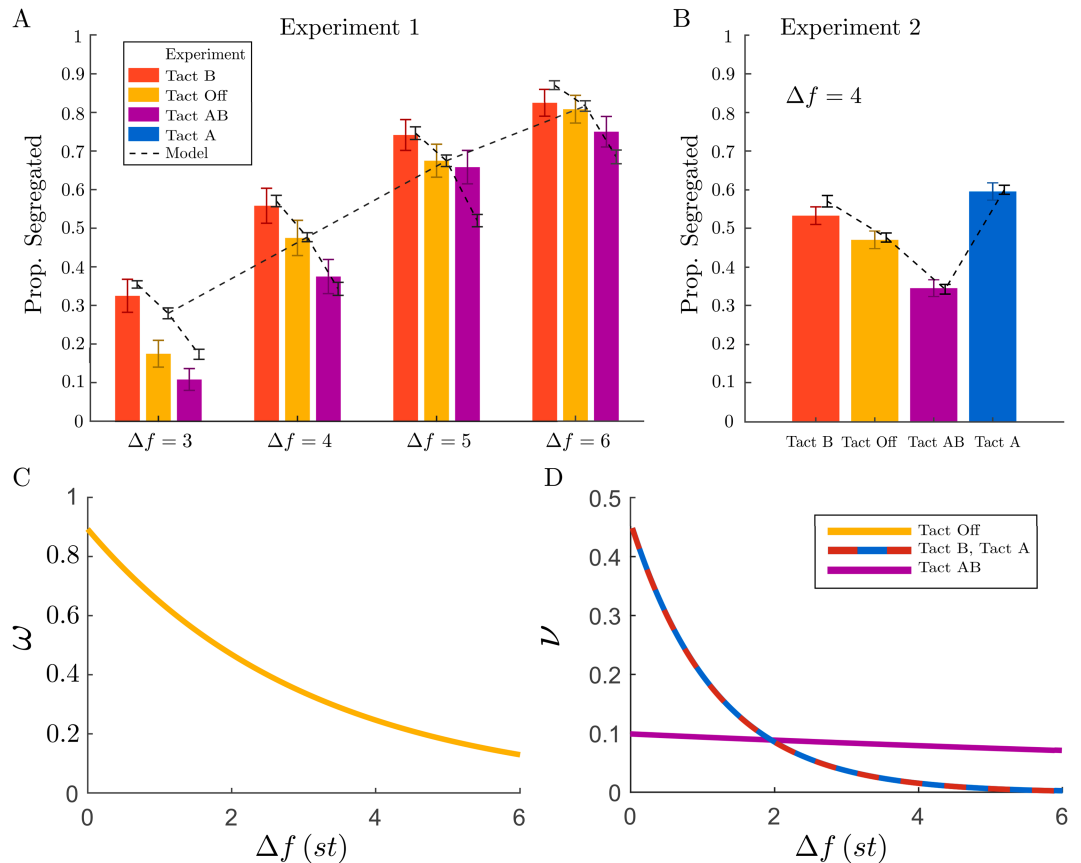 A
Experiment 1
Prop. Segregated
1
0.9
0.8
0.7
0.6
0.5
0.4
0.3
0.2
0.1
0
Experiment
Tact B
Tact Off
Tact AB
Tact A
Model
Δf = 3
Δf = 4
Δf = 5
Δf = 6
B
Experiment 2
Prop. Segregated
1
0.9
0.8
0.7
0.6
0.5
0.4
0.3
0.2
0.1
0
Δf = 4
Tact B
Tact Off
Tact AB
Tact A
C
ω
1
0.8
0.6
0.4
0.2
0
0
2
4
6
Δf (st)
D
ν
0.5
0.4
0.3
0.2
0.1
0
Tact Off
Tact B, Tact A
Tact AB
0
2
4
6
Δf (st)